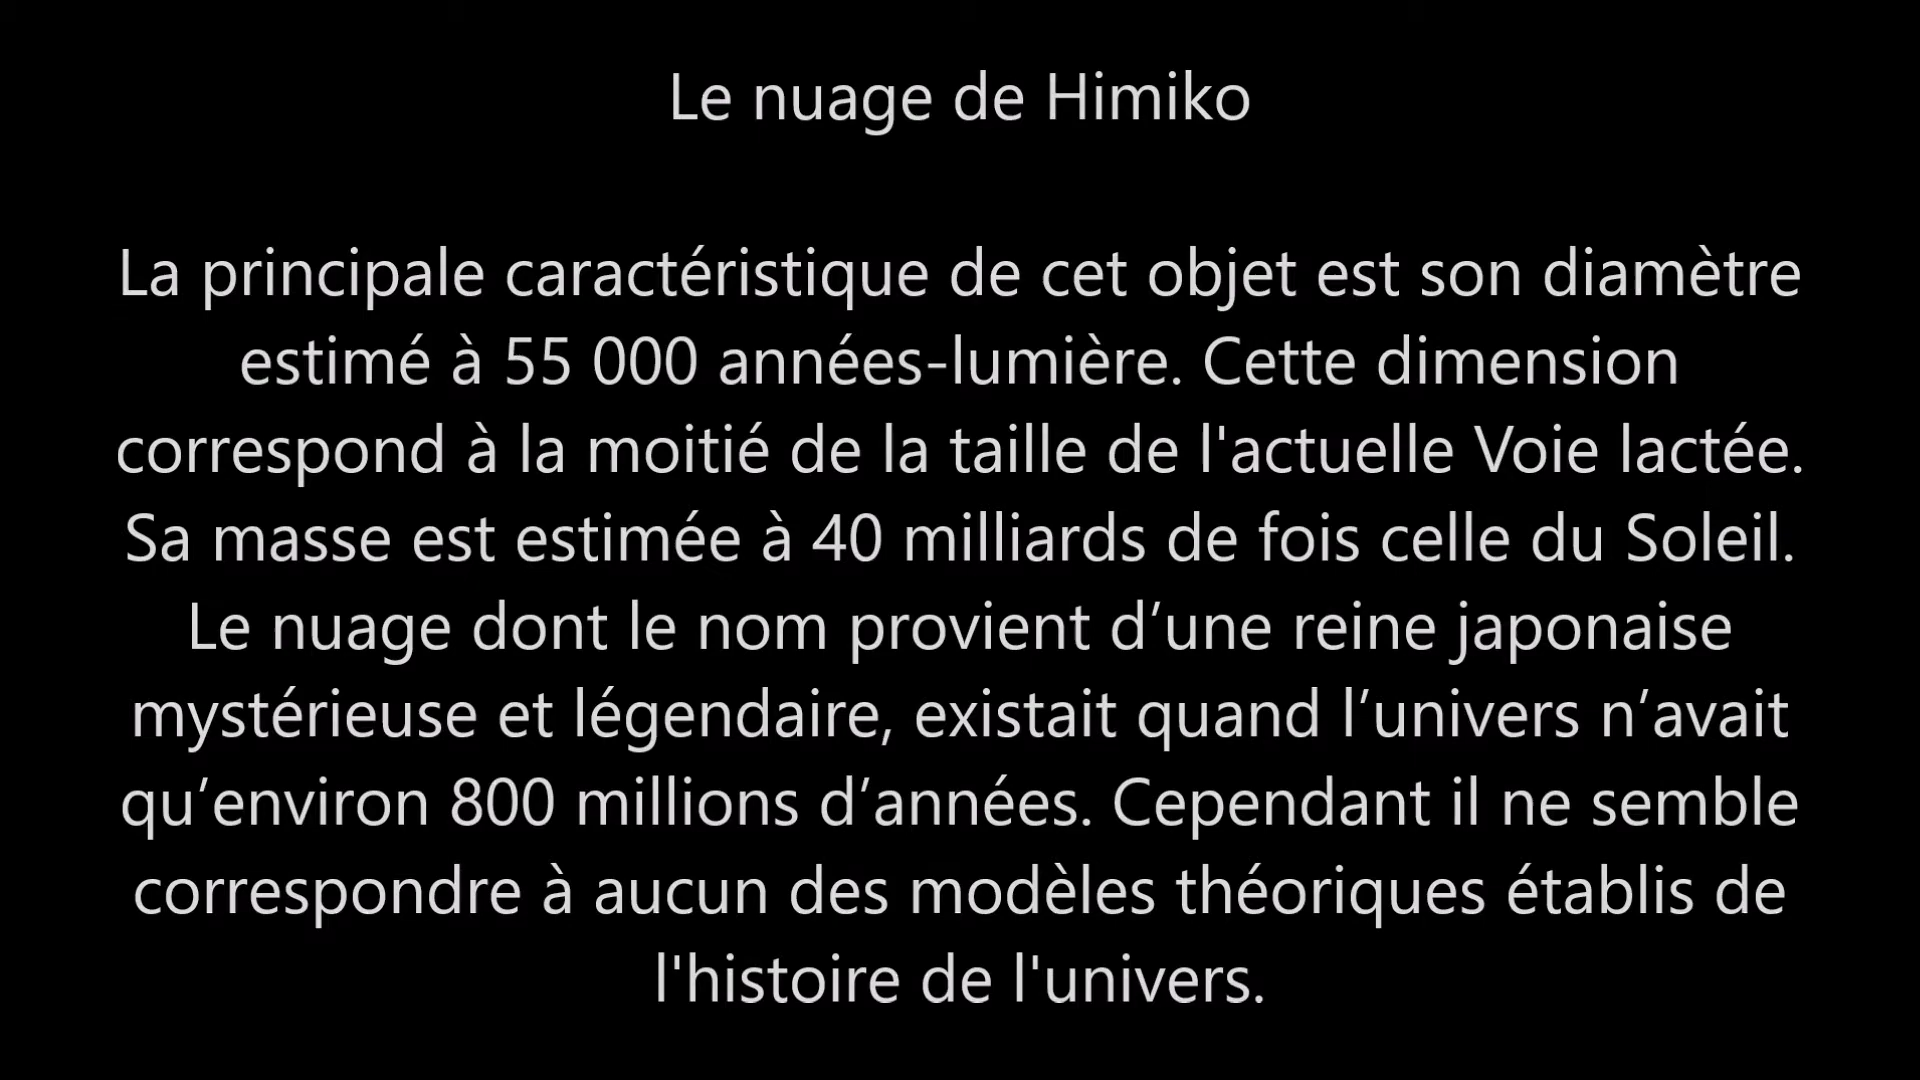 Le nuage de Himiko
La principale caractéristique de cet objet est son diamètre
estimé à 55 000 années-lumière. Cette dimension
correspond à la moitié de la taille de l'actuelle Voie lactée.
Sa masse est estimée à 40 milliards de fois celle du Soleil.
Le nuage dont le nom provient d’une reine japonaise
mystérieuse et légendaire, existait quand l’univers n’avait
qu’environ 800 millions d’années. Cependant il ne semble
correspondre à aucun des modèles théoriques établis de
l'histoire de l'univers.